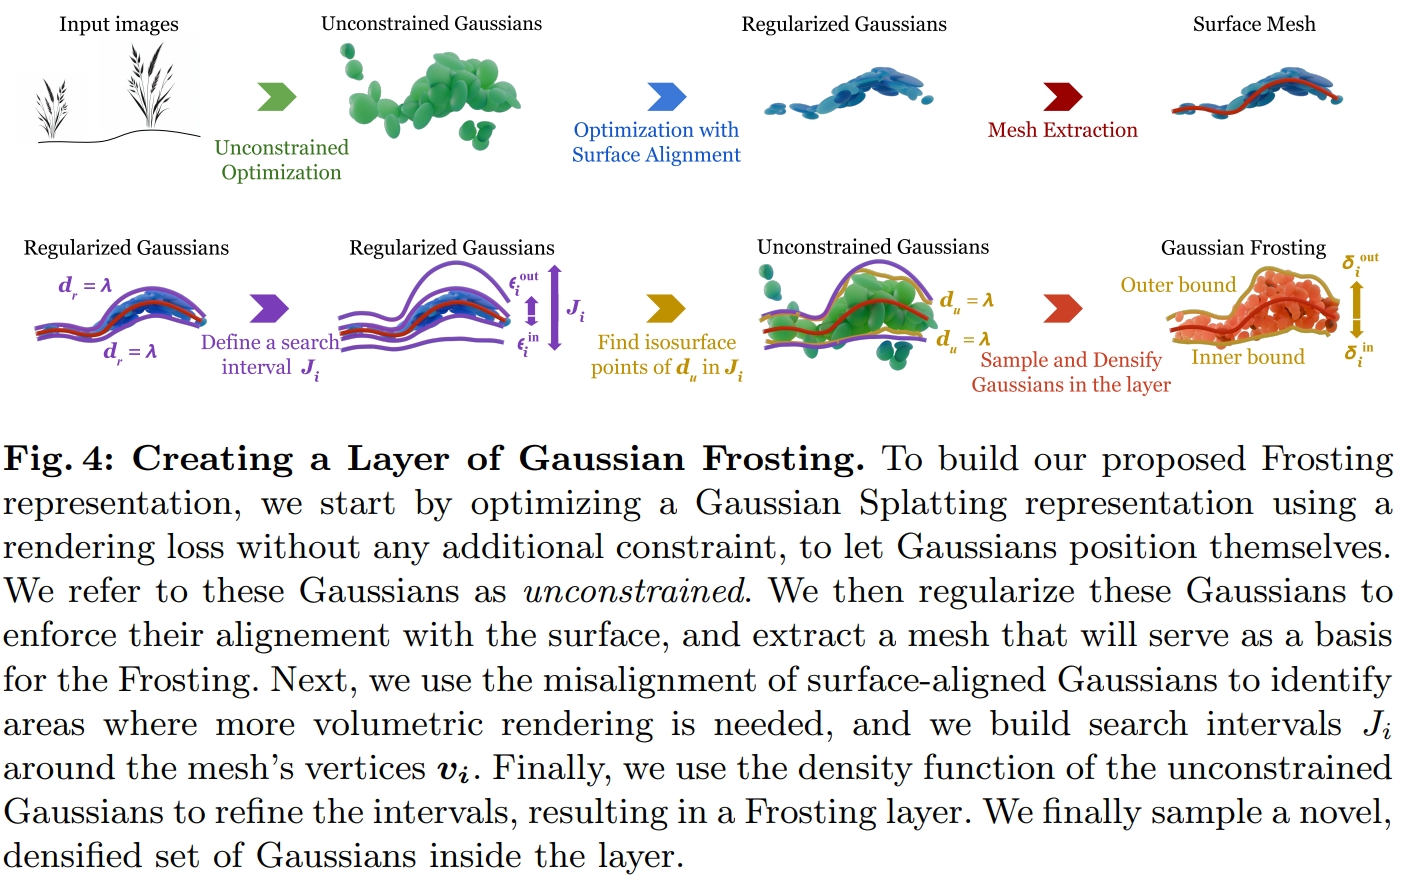 Input images
Unconstrained Gaussians
Regularized Gaussians
Surface Mesh
Unconstrained
Optimization
Optimization with
Surface Alignment
Mesh Extraction
Regularized Gaussians
Regularized Gaussians
Unconstrained Gaussians
Gaussian Frosting
d_r = λ
d_r = λ
Define a search
interval J_i
ϵ_i^out
ϵ_i^in
J_i
Find isosurface
points of d_u in J_i
d_u = λ
d_u = λ
Sample and Densify
Gaussians in the layer
Outer bound
Inner bound
δ_i^out
δ_i^in
Fig. 4: Creating a Layer of Gaussian Frosting. To build our proposed Frosting
representation, we start by optimizing a Gaussian Splatting representation using a
rendering loss without any additional constraint, to let Gaussians position themselves.
We refer to these Gaussians as unconstrained. We then regularize these Gaussians to
enforce their alignement with the surface, and extract a mesh that will serve as a basis
for the Frosting. Next, we use the misalignment of surface-aligned Gaussians to identify
areas where more volumetric rendering is needed, and we build search intervals J_i
around the mesh's vertices v_i. Finally, we use the density function of the unconstrained
Gaussians to refine the intervals, resulting in a Frosting layer. We finally sample a novel,
densified set of Gaussians inside the layer.